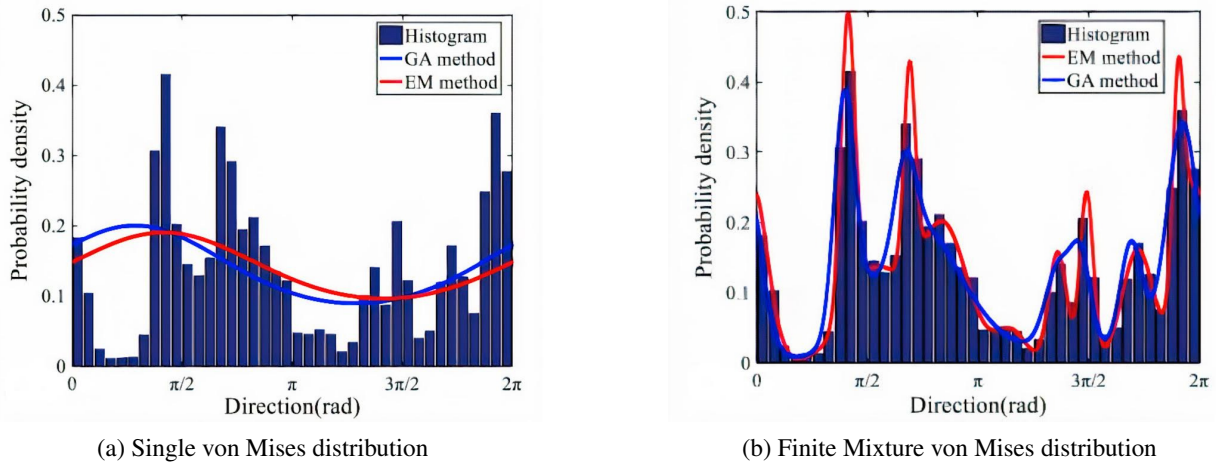 0.5
0.4
0.3
0.2
0.1
0
Probability density
Histogram
GA method
EM method
0 π/2 π 3π/2 2π
Direction(rad)
(a) Single von Mises distribution
0.5
0.4
0.3
0.2
0.1
0
Probability density
Histogram
EM method
GA method
0 π/2 π 3π/2 2π
Direction(rad)
(b) Finite Mixture von Mises distribution